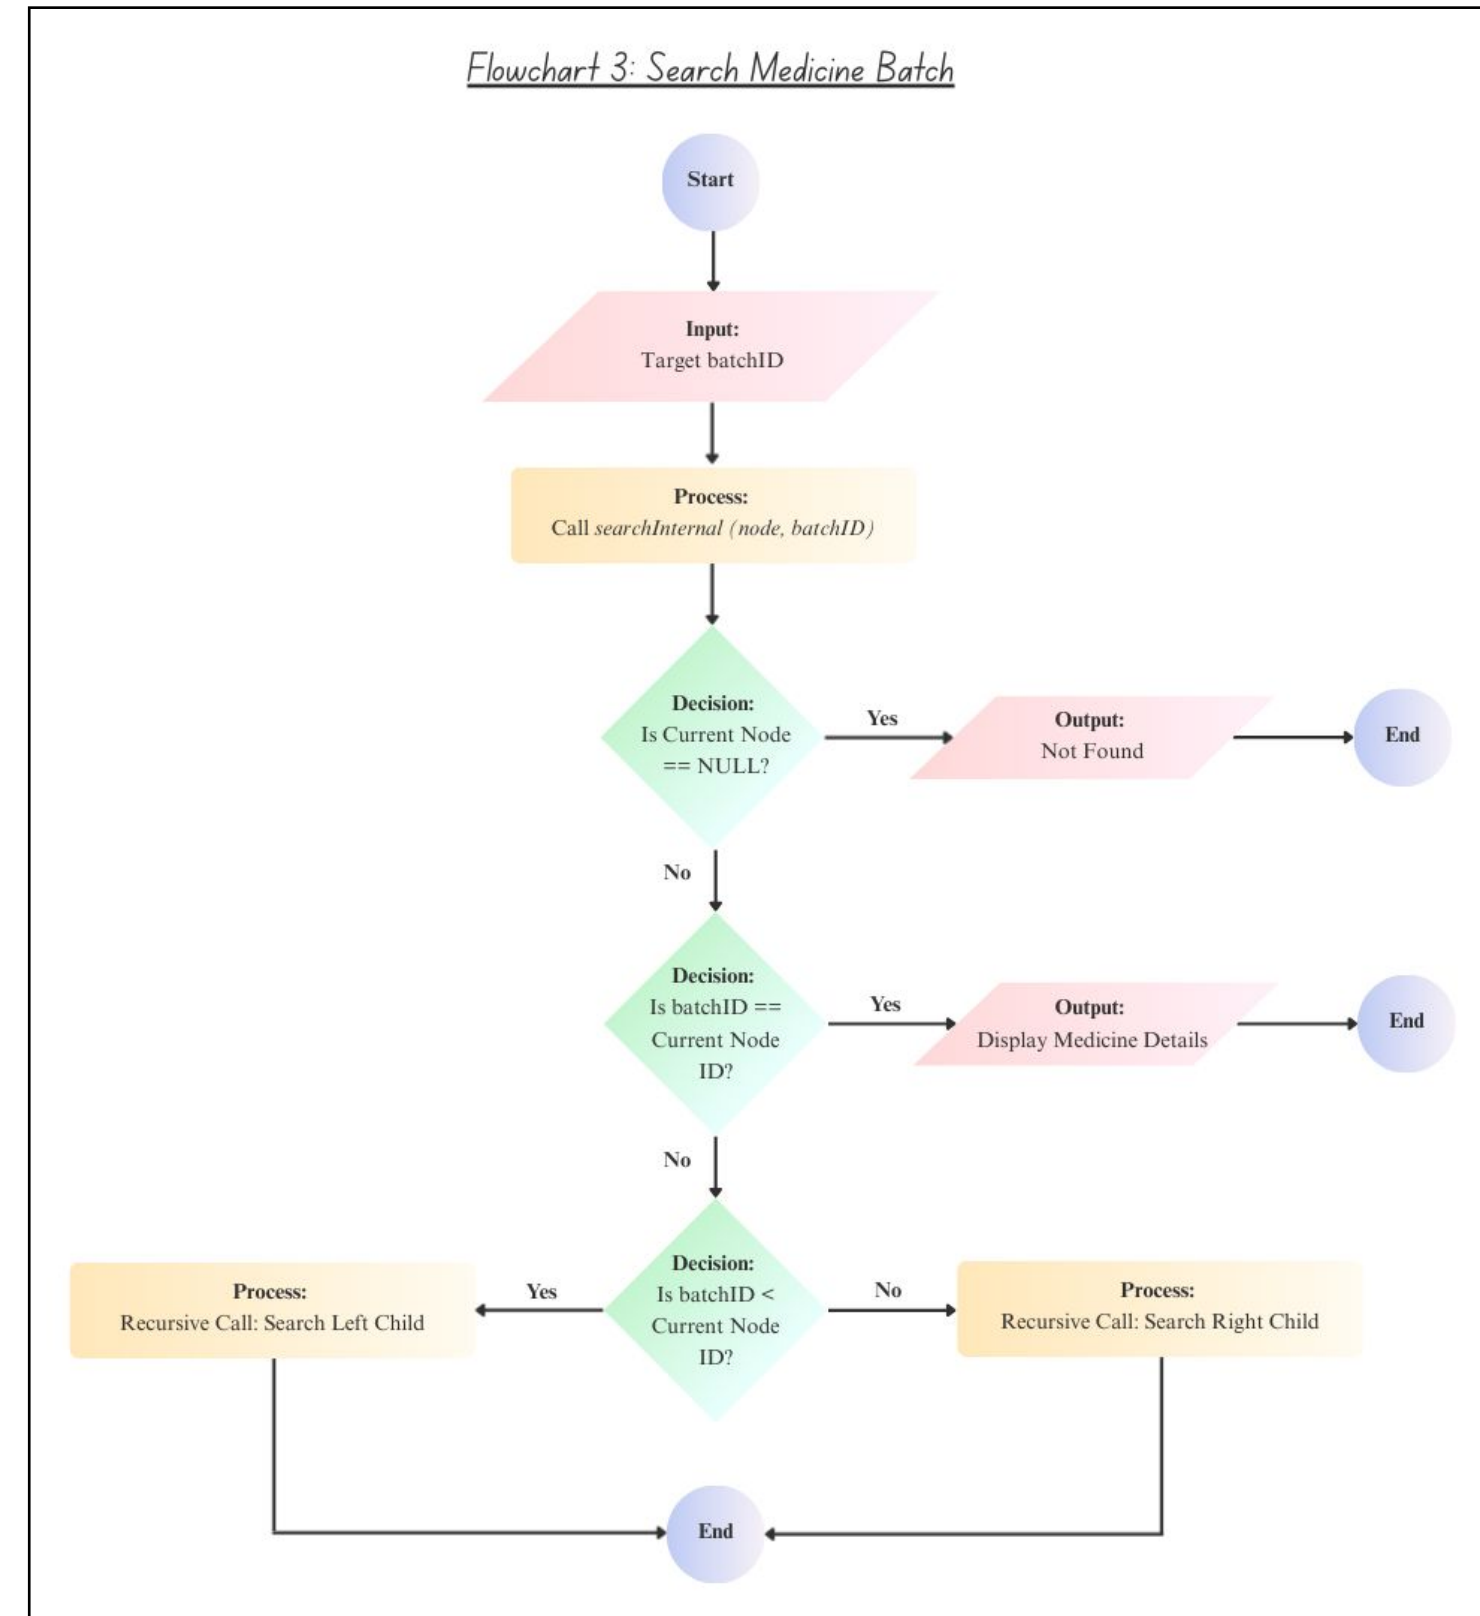 Flowchart 3: Search Medicine Batch
Start
Input:
Target batchID
Process:
Call searchInternal (node, batchID)
Decision:
Is Current Node
== NULL?
Yes
Output:
Not Found
End
No
Decision:
Is batchID ==
Current Node
ID?
Yes
Output:
Display Medicine Details
End
No
Decision:
Is batchID <
Current Node
ID?
Yes
Process:
Recursive Call: Search Left Child
No
Process:
Recursive Call: Search Right Child
End